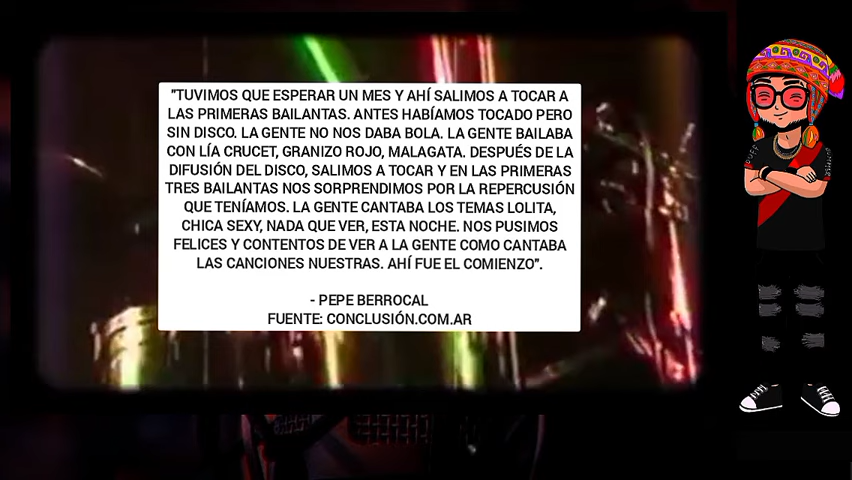 "TUVIMOS QUE ESPERAR UN MES Y AHÍ SALIMOS A TOCAR A
LAS PRIMERAS BAILANTAS. ANTES HABÍAMOS TOCADO PERO
SIN DISCO. LA GENTE NO NOS DABA BOLA. LA GENTE BAILABA
CON LÍA CRUCET, GRANIZO ROJO, MALAGATA. DESPUÉS DE LA
DIFUSIÓN DEL DISCO, SALIMOS A TOCAR Y EN LAS PRIMERAS
TRES BAILANTAS NOS SORPRENDIMOS POR LA REPERCUSIÓN
QUE TENÍAMOS. LA GENTE CANTABA LOS TEMAS LOLITA,
CHICA SEXY, NADA QUE VER, ESTA NOCHE. NOS PUSIMOS
FELICES Y CONTENTOS DE VER A LA GENTE COMO CANTABA
LAS CANCIONES NUESTRAS. AHÍ FUE EL COMIENZO".
- PEPE BERROCAL
FUENTE: CONCLUSIÓN.COM.AR